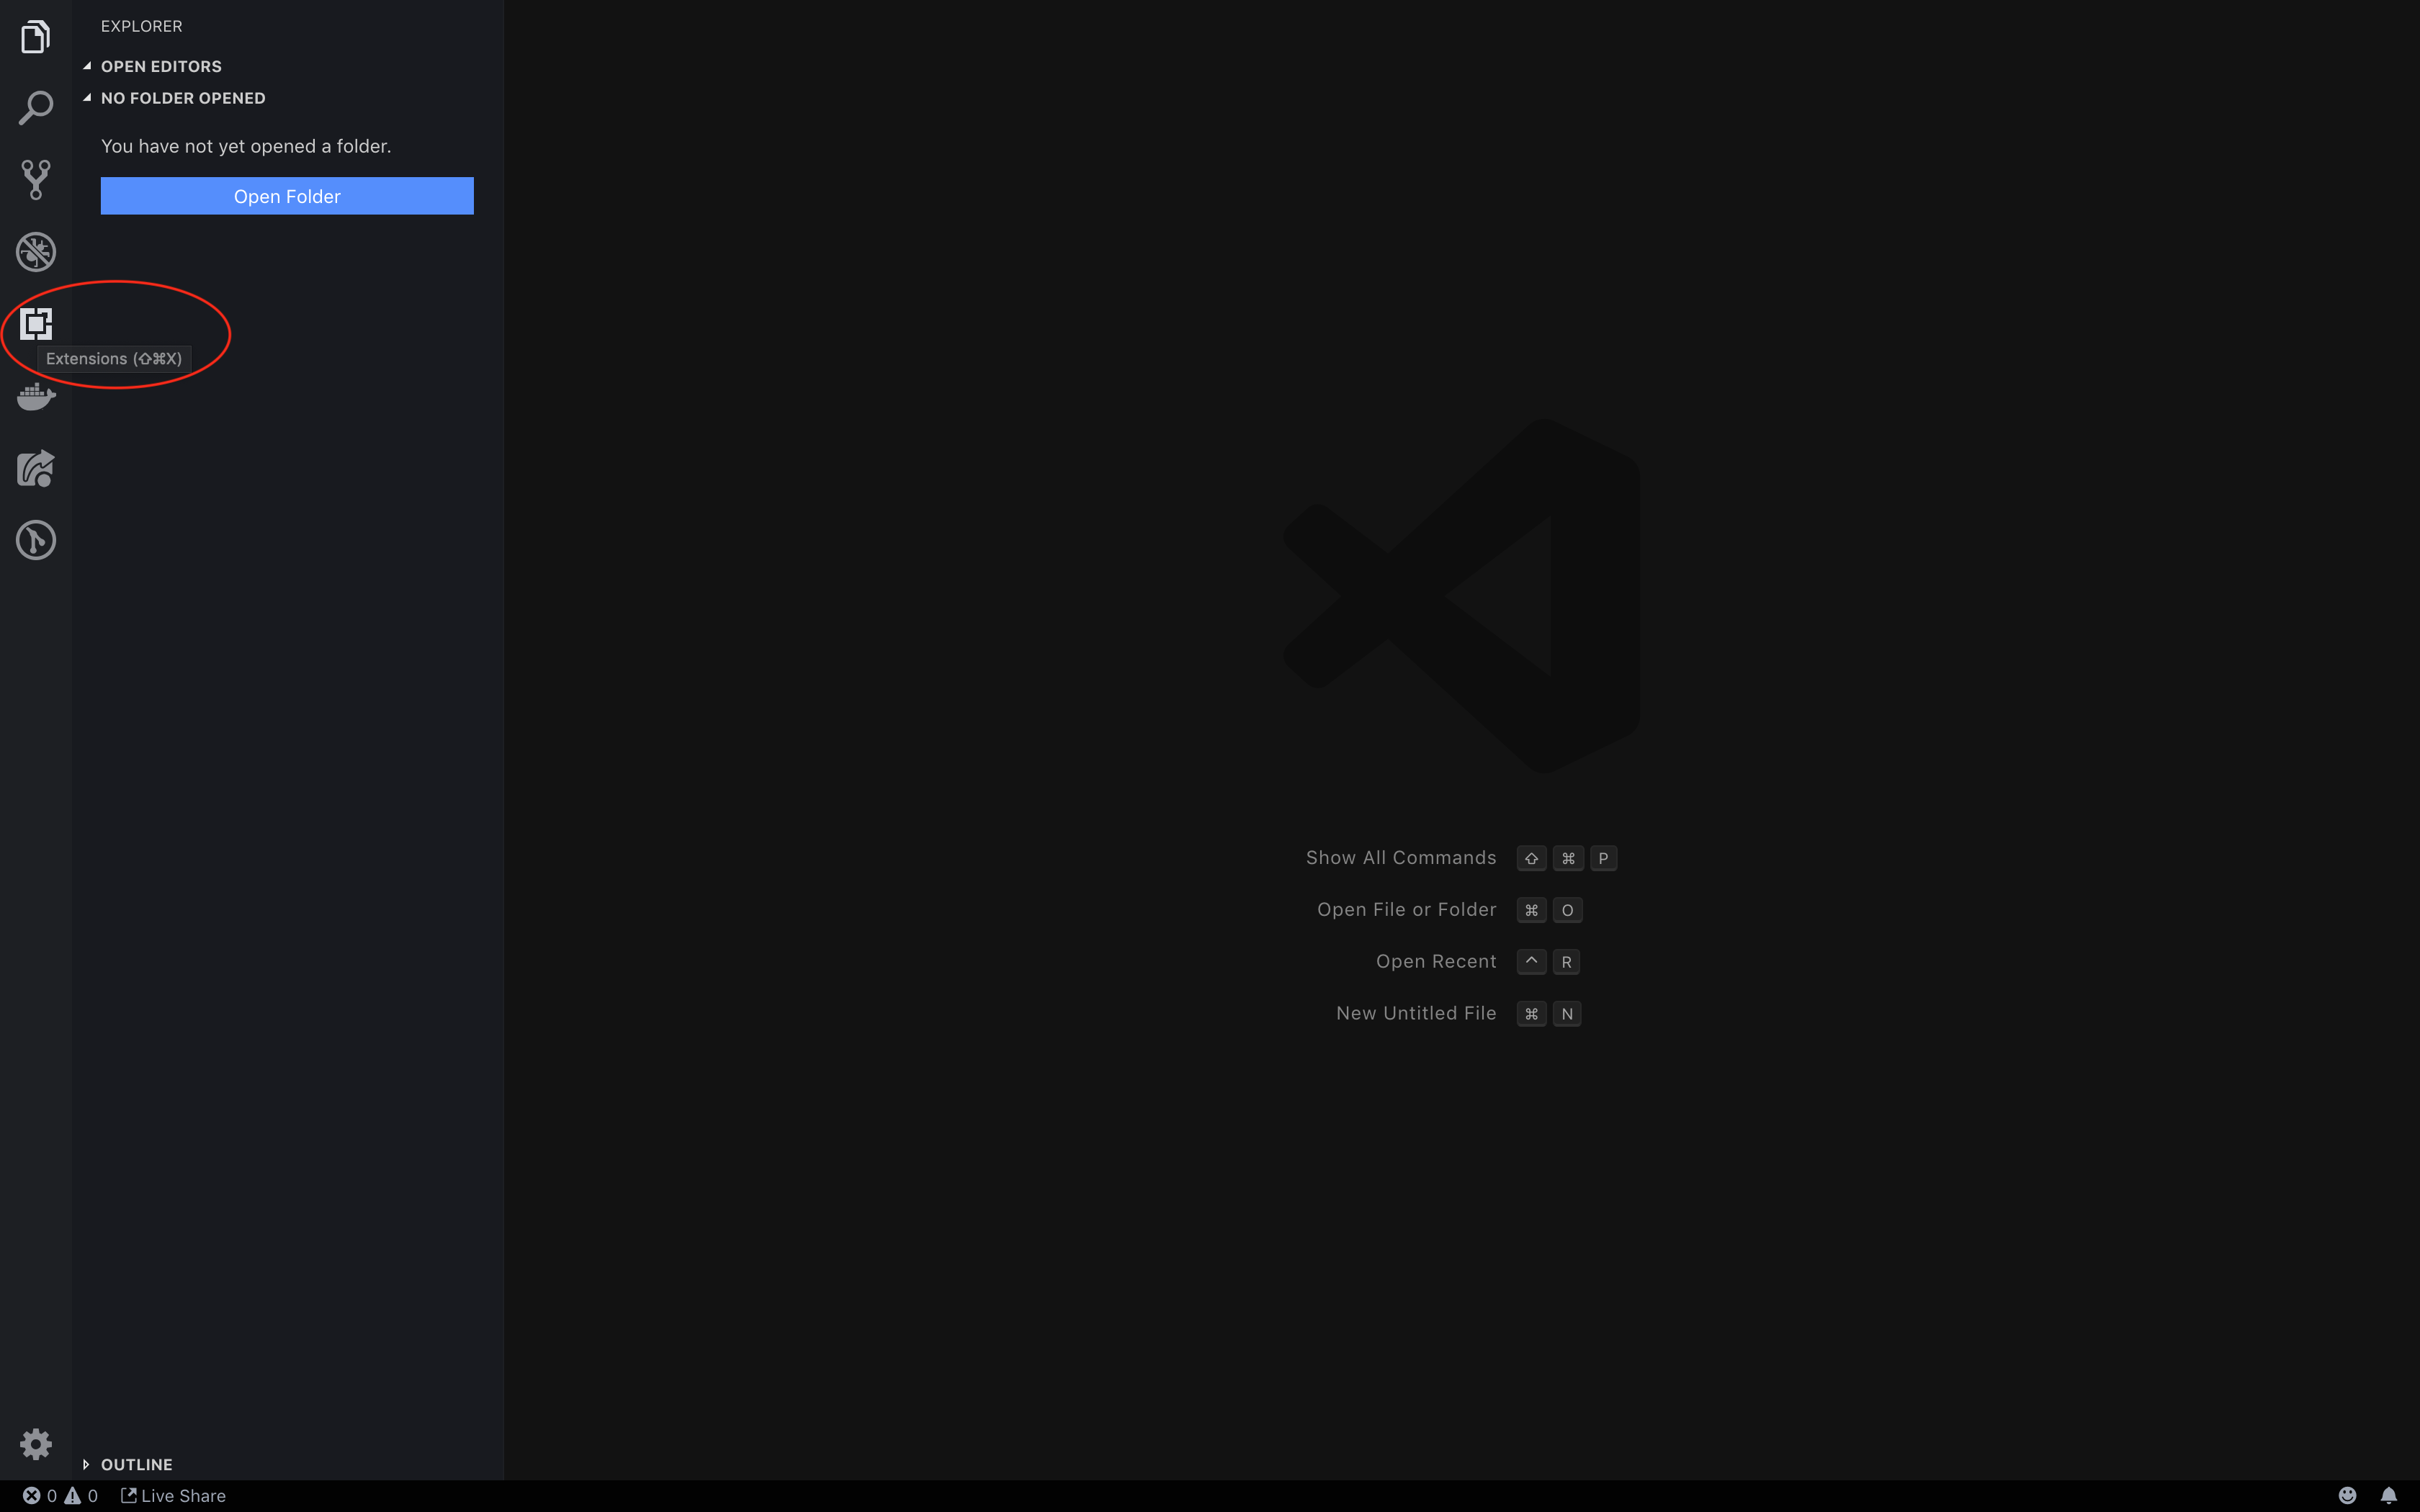 EXPLORER
OPEN EDITORS
NO FOLDER OPENED
You have not yet opened a folder.
Open Folder
Extensions (⇧⌘X)
Show All Commands ⇧ ⌘ P
Open File or Folder ⌘ O
Open Recent ^ R
New Untitled File ⌘ N
OUTLINE
0 0 Live Share